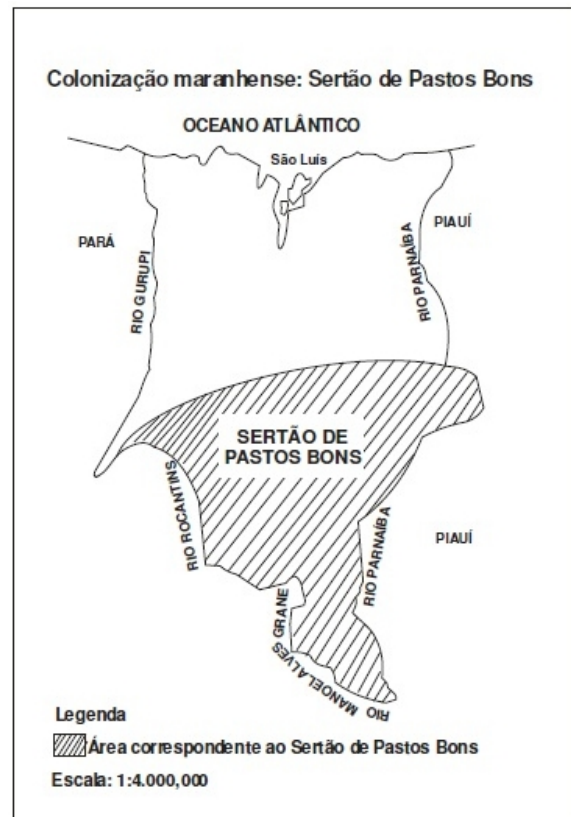 Colonização maranhense: Sertão de Pastos Bons
OCEANO ATLÂNTICO
São Luís
PARÁ
PIAUÍ
RIO GURUPI
RIO PARNAÍBA
SERTÃO DE
PASTOS BONS
RIO ROCANTINS
RIO PARNAÍBA
PIAUÍ
GRANE
RIO MANOEL ALVES
Legenda
Área correspondente ao Sertão de Pastos Bons
Escala: 1:4.000,000